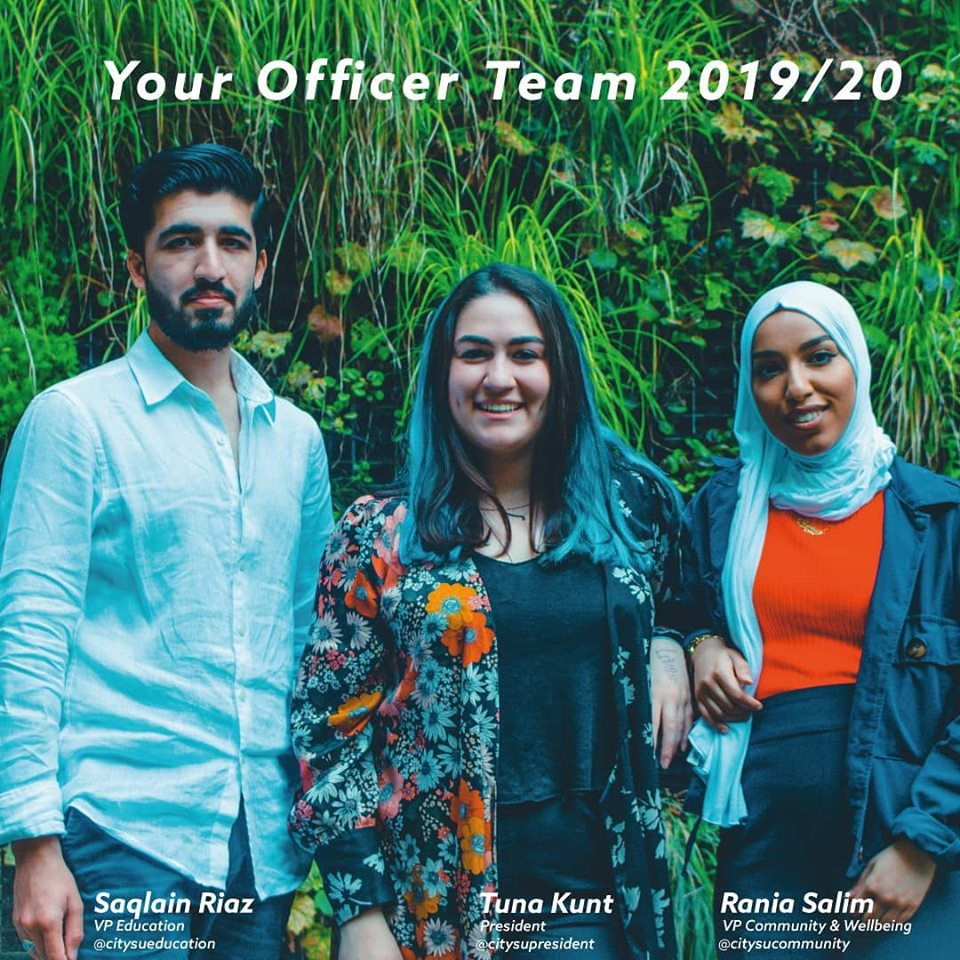 Your Officer Team 2019/20
Saqlain Riaz
VP Education
@citysueducation
Tuna Kunt
President
@citysupresident
Rania Salim
VP Community & Wellbeing
@citysucommunity